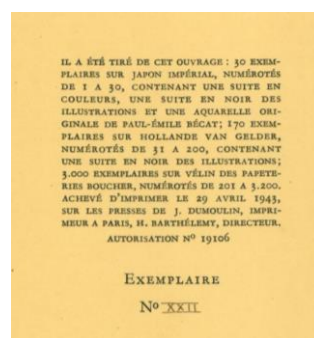 IL A ÉTÉ TIRÉ DE CET OUVRAGE : 30 EXEM-
PLAIRES SUR JAPON IMPÉRIAL, NUMÉROTÉS
DE 1 A 30, CONTENANT UNE SUITE EN
COULEURS, UNE SUITE EN NOIR DES
ILLUSTRATIONS ET UNE AQUARELLE ORI-
GINALE DE PAUL-ÉMILE BÉCAT; 170 EXEM-
PLAIRES SUR HOLLANDE VAN GELDER,
NUMÉROTÉS DE 31 A 200, CONTENANT
UNE SUITE EN NOIR DES ILLUSTRATIONS;
3.000 EXEMPLAIRES SUR VÉLIN DES PAPETE-
RIES BOUCHER, NUMÉROTÉS DE 201 A 3.200.
ACHEVÉ D'IMPRIMER LE 29 AVRIL 1943,
SUR LES PRESSES DE J. DUMOULIN, IMPRI-
MEUR A PARIS, H. BARTHÉLEMY, DIRECTEUR.
AUTORISATION Nº 19106
EXEMPLAIRE
Nº XXII